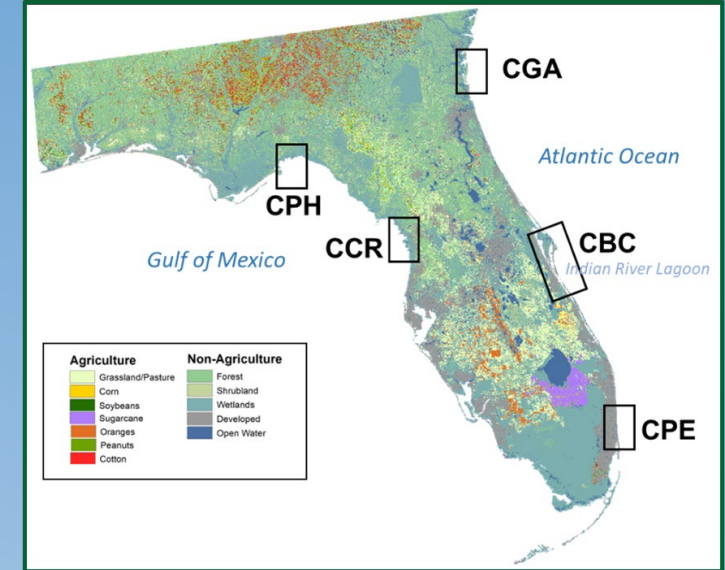 CGA
Atlantic Ocean
CPH
CCR
CBC
Gulf of Mexico
Indian River Lagoon
Agriculture
Grassland/Pasture
Corn
Soybeans
Sugarcane
Oranges
Peanuts
Cotton
Non-Agriculture
Forest
Shrubland
Wetlands
Developed
Open Water
CPE